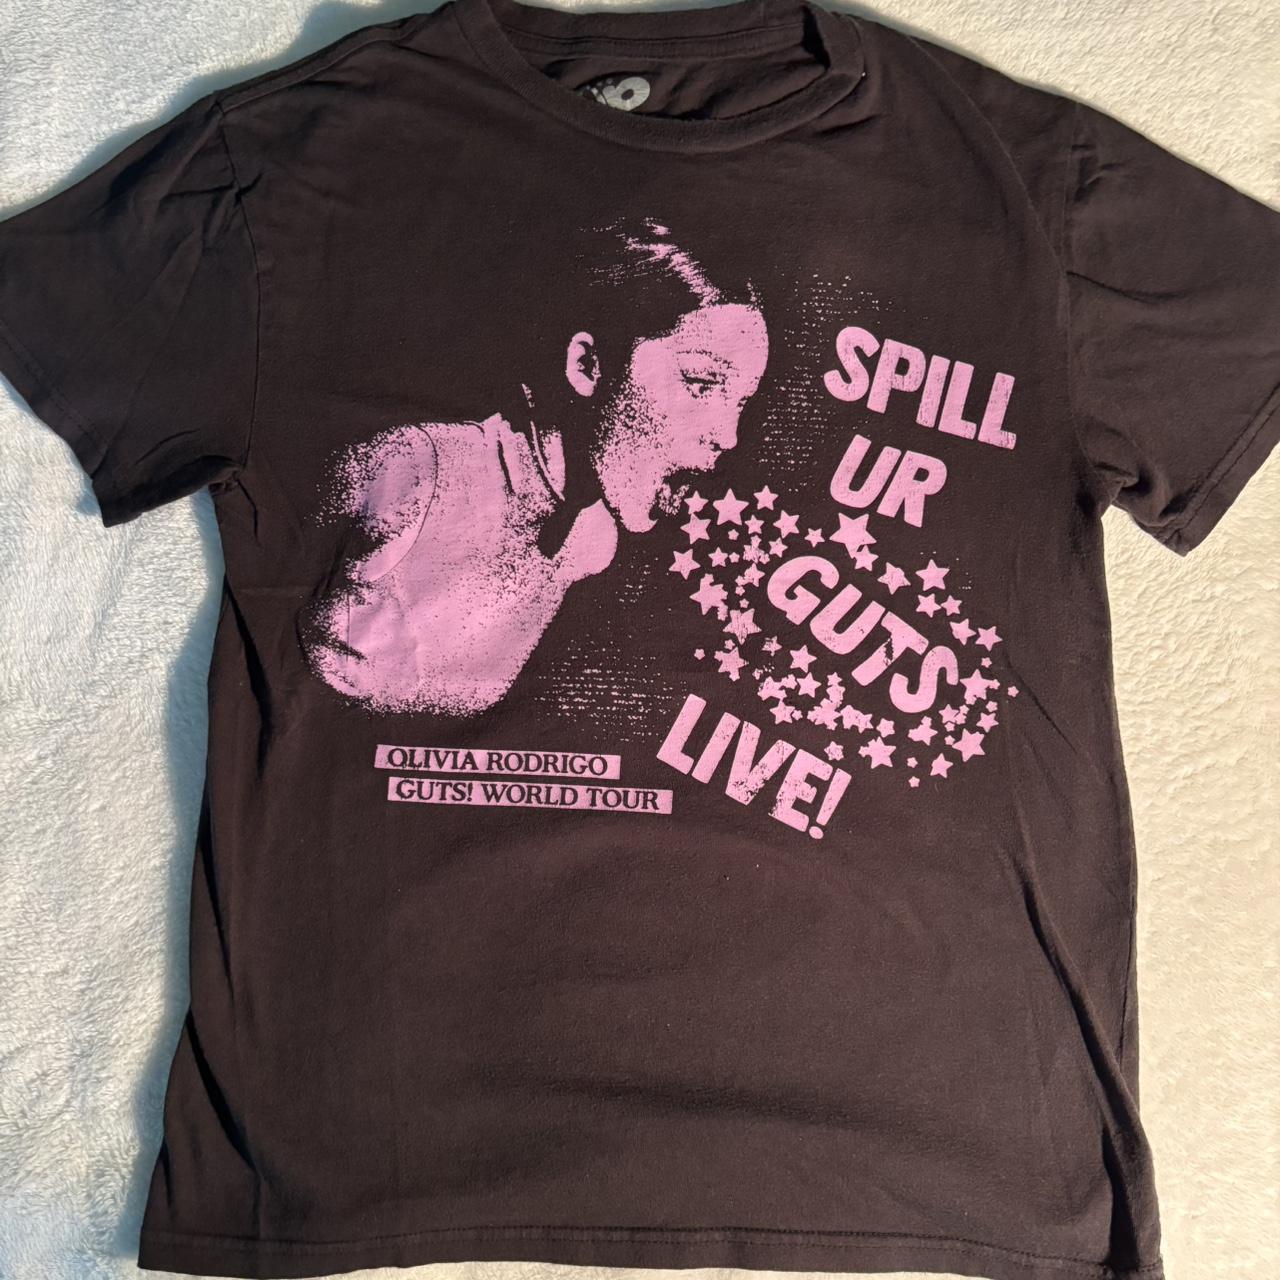 SPILL
UR
GUTS
LIVE!
OLIVIA RODRIGO
GUTS! WORLD TOUR